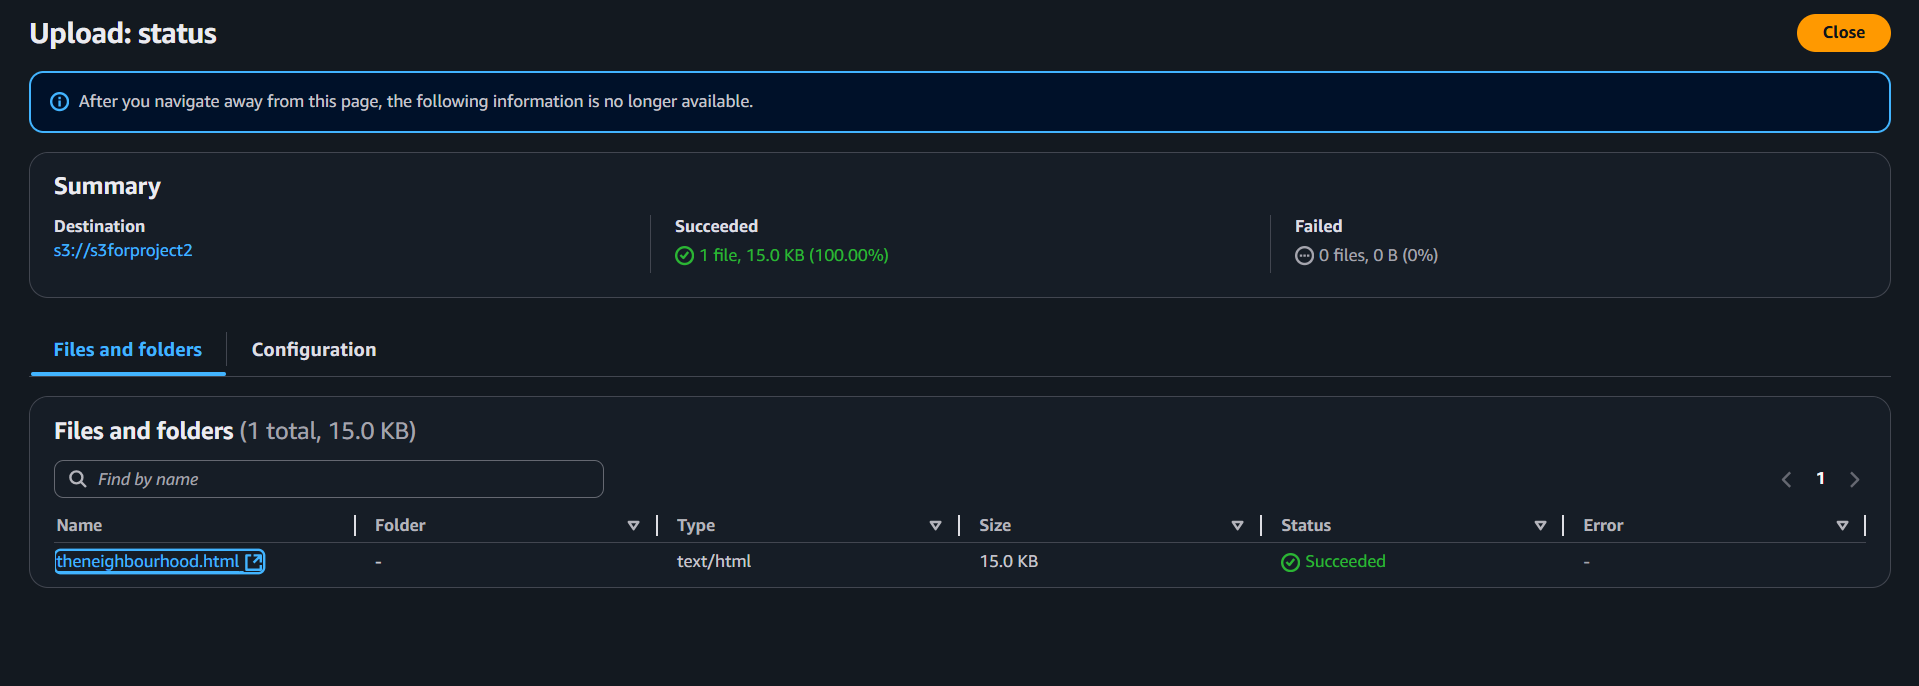 Upload: status
Close
After you navigate away from this page, the following information is no longer available.
Summary
Destination
s3://s3forproject2
Succeeded
1 file, 15.0 KB (100.00%)
Failed
0 files, 0 B (0%)
Files and folders
Configuration
Files and folders (1 total, 15.0 KB)
Find by name
1
Name Folder Type Size Status Error
theneighbourhood.html - text/html 15.0 KB Succeeded -